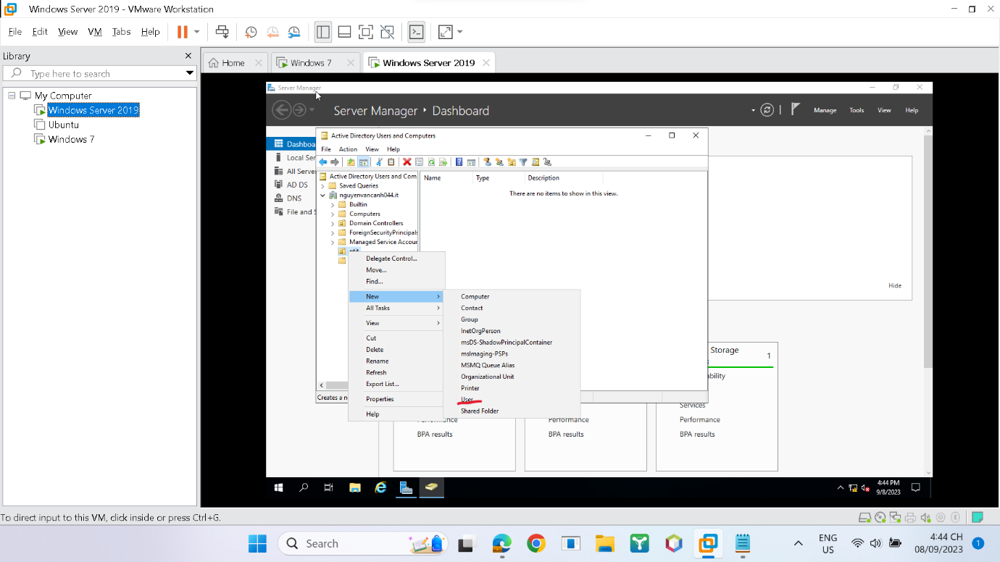 Windows Server 2019 - VMware Workstation
File Edit View VM Tabs Help
Library
Type here to search
My Computer
Windows Server 2019
Ubuntu
Windows 7
Home
Windows 7
Windows Server 2019
Server Manager
Server Manager Dashboard
Manage Tools View Help
Dashboa
Local Ser
All Serve
AD DS
DNS
File and S
Active Directory Users and Computers
File Action View Help
Active Directory Users and Com
Saved Queries
nguyenvancanh044.it
Builtin
Computers
Domain Controllers
ForeignSecurityPrincipals
Managed Service Accour
Name Type Description
There are no items to show in this view.
Creates a n
Delegate Control...
Move...
Find...
New
All Tasks
View
Cut
Delete
Rename
Refresh
Export List...
Properties
Help
Computer
Contact
Group
InetOrgPerson
msDS-ShadowPrincipalContainer
msImaging-PSPs
MSMQ Queue Alias
Organizational Unit
Printer
User
Shared Folder
Hide
Storage
1
Services
Performance
BPA results
Performance
BPA results
Performance
BPA results
4:44 PM
9/8/2023
To direct input to this VM, click inside or press Ctrl+G.
Search
ENG
US
4:44 CH
08/09/2023
1